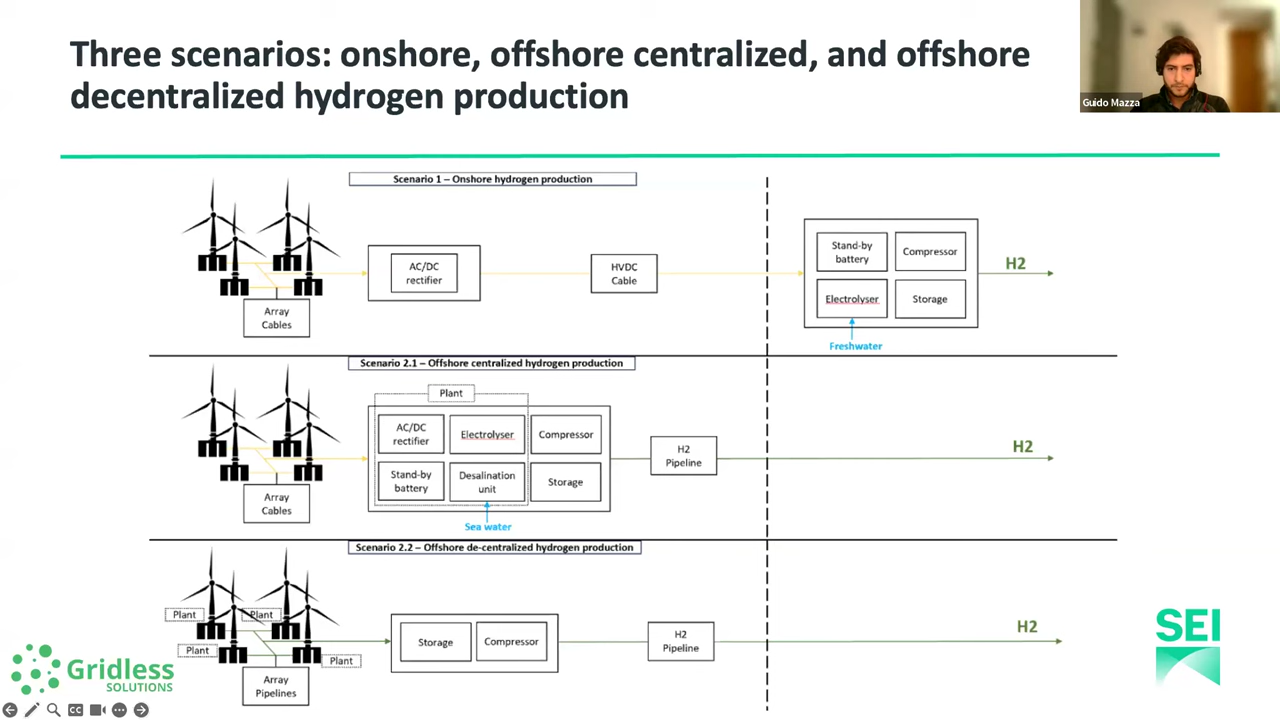 Three scenarios: onshore, offshore centralized, and offshore
decentralized hydrogen production
Guido Mazza
Scenario 1 – Onshore hydrogen production
AC/DC
rectifier
HVDC
Cable
Stand-by
battery
Compressor
Electrolyser
Storage
H2
Array
Cables
Freshwater
Scenario 2.1 – Offshore centralized hydrogen production
Plant
AC/DC
rectifier
Electrolyser
Compressor
Stand-by
battery
Desalination
unit
Storage
H2
Pipeline
H2
Array
Cables
Sea water
Scenario 2.2 – Offshore de-centralized hydrogen production
Plant
Plant
Plant
Plant
Storage
Compressor
H2
Pipeline
H2
Array
Pipelines
Gridless
SOLUTIONS
SEI
CC